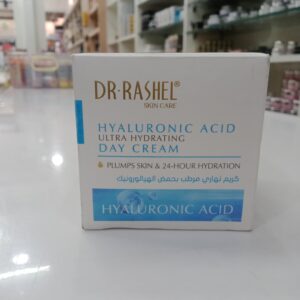 DR·RASHEL®
SKIN CARE
HYALURONIC ACID
ULTRA HYDRATING
DAY CREAM
PLUMPS SKIN & 24-HOUR HYDRATION
كريم نهاري مرطب بحمض الهيالورونيك
HYALURONIC ACID